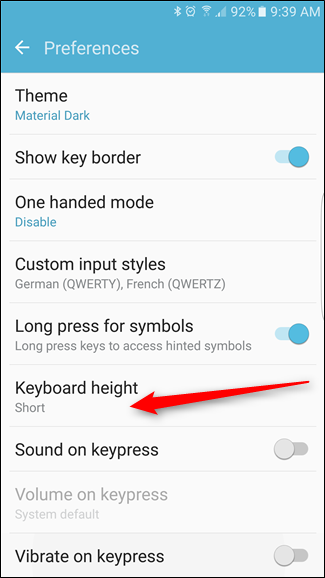 92% 9:39 AM
Preferences
Theme
Material Dark
Show key border
One handed mode
Disable
Custom input styles
German (QWERTY), French (QWERTZ)
Long press for symbols
Long press keys to access hinted symbols
Keyboard height
Short
Sound on keypress
Volume on keypress
System default
Vibrate on keypress